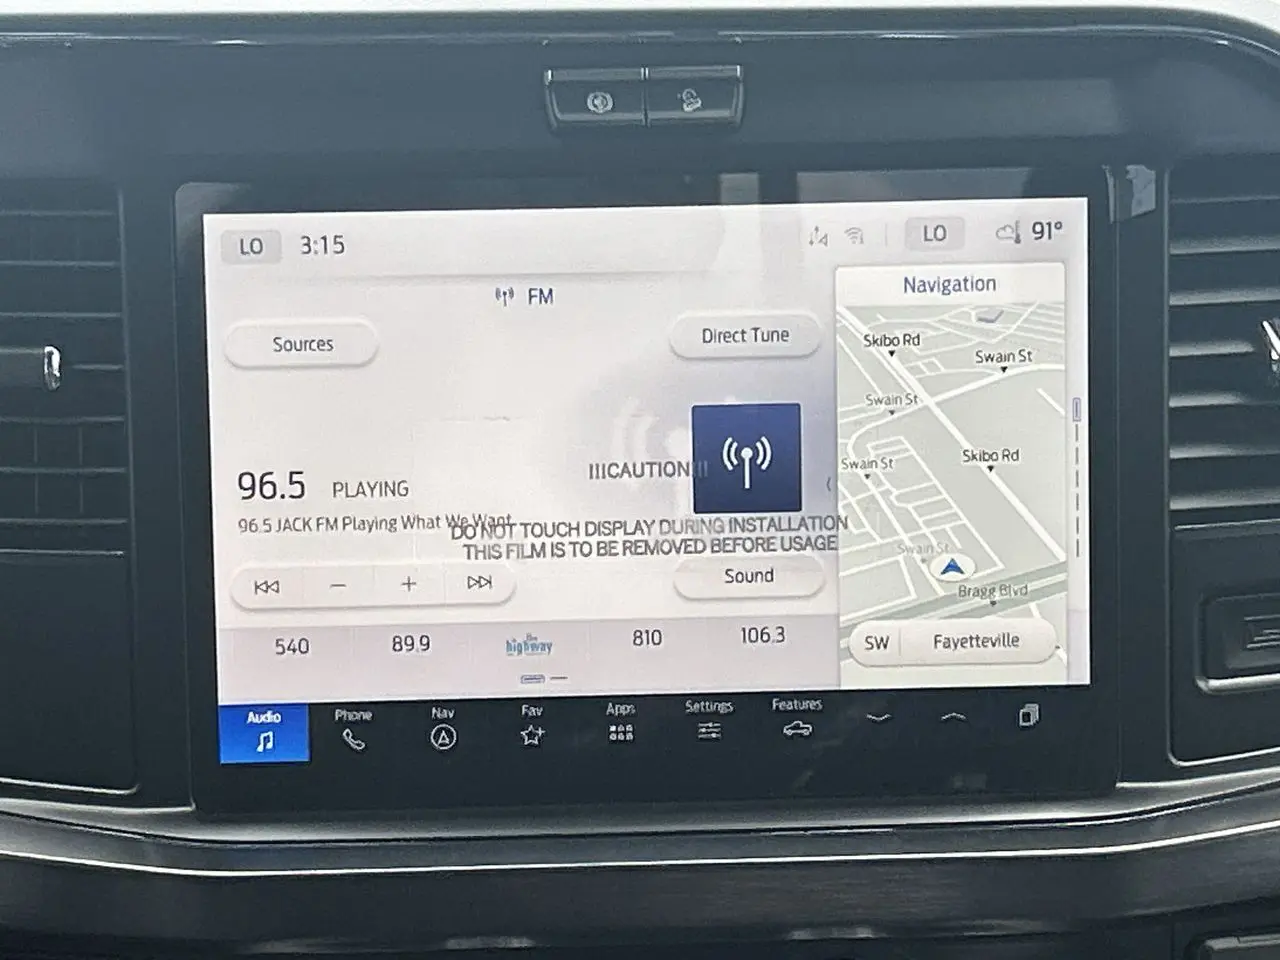 LO 3:15 LO 91°
FM
Sources
Direct Tune
96.5 PLAYING
96.5 JACK FM Playing What We Want
!!!CAUTION!!!
DO NOT TOUCH DISPLAY DURING INSTALLATION
THIS FILM IS TO BE REMOVED BEFORE USAGE
Sound
540 89.9 the highway 810 106.3
Navigation
Skibo Rd
Swain St
Swain St
Skibo Rd
Swain St
Swain St
Bragg Blvd
SW Fayetteville
Audio Phone Nav Fav Apps Settings Features